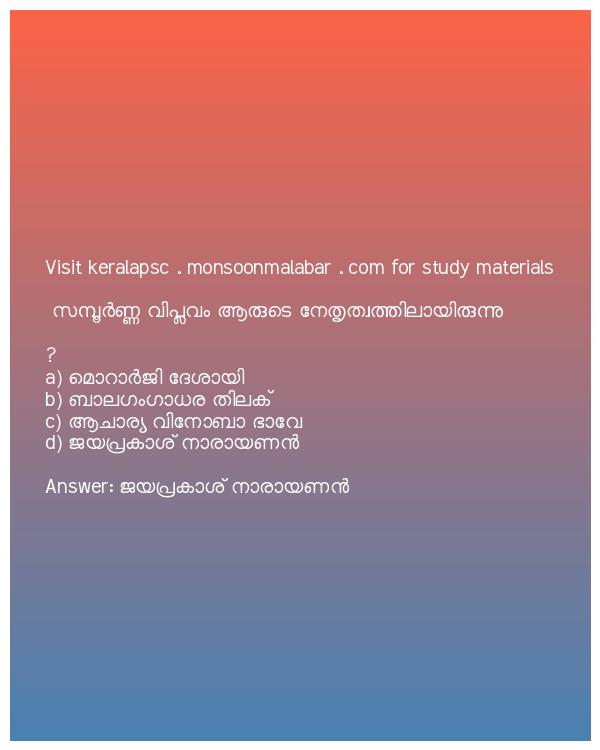 Visit keralapsc . monsoonmalabar . com for study materials
സമ്പൂർണ്ണ വിപ്ലവം ആരുടെ നേതൃത്വത്തിലായിരുന്നു
?
a) മൊറാർജി ദേശായി
b) ബാലഗംഗാധര തിലക്
c) ആചാര്യ വിനോബാ ഭാവേ
d) ജയപ്രകാശ് നാരായണൻ
Answer: ജയപ്രകാശ് നാരായണൻ